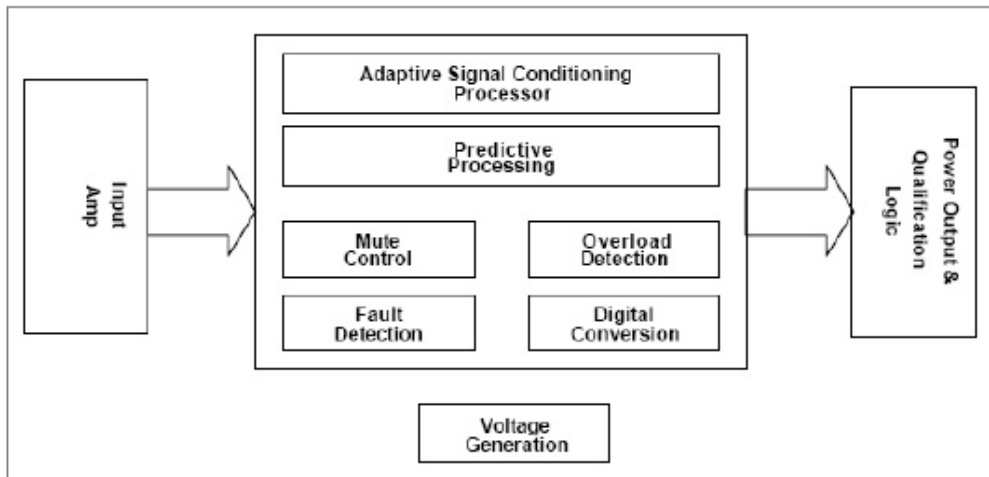 Adaptive Signal Conditioning
Processor
Predictive
Processing
Input
Amp
Mute
Control
Overload
Detection
Fault
Detection
Digital
Conversion
Power Output &
Qualification
Logic
Voltage
Generation